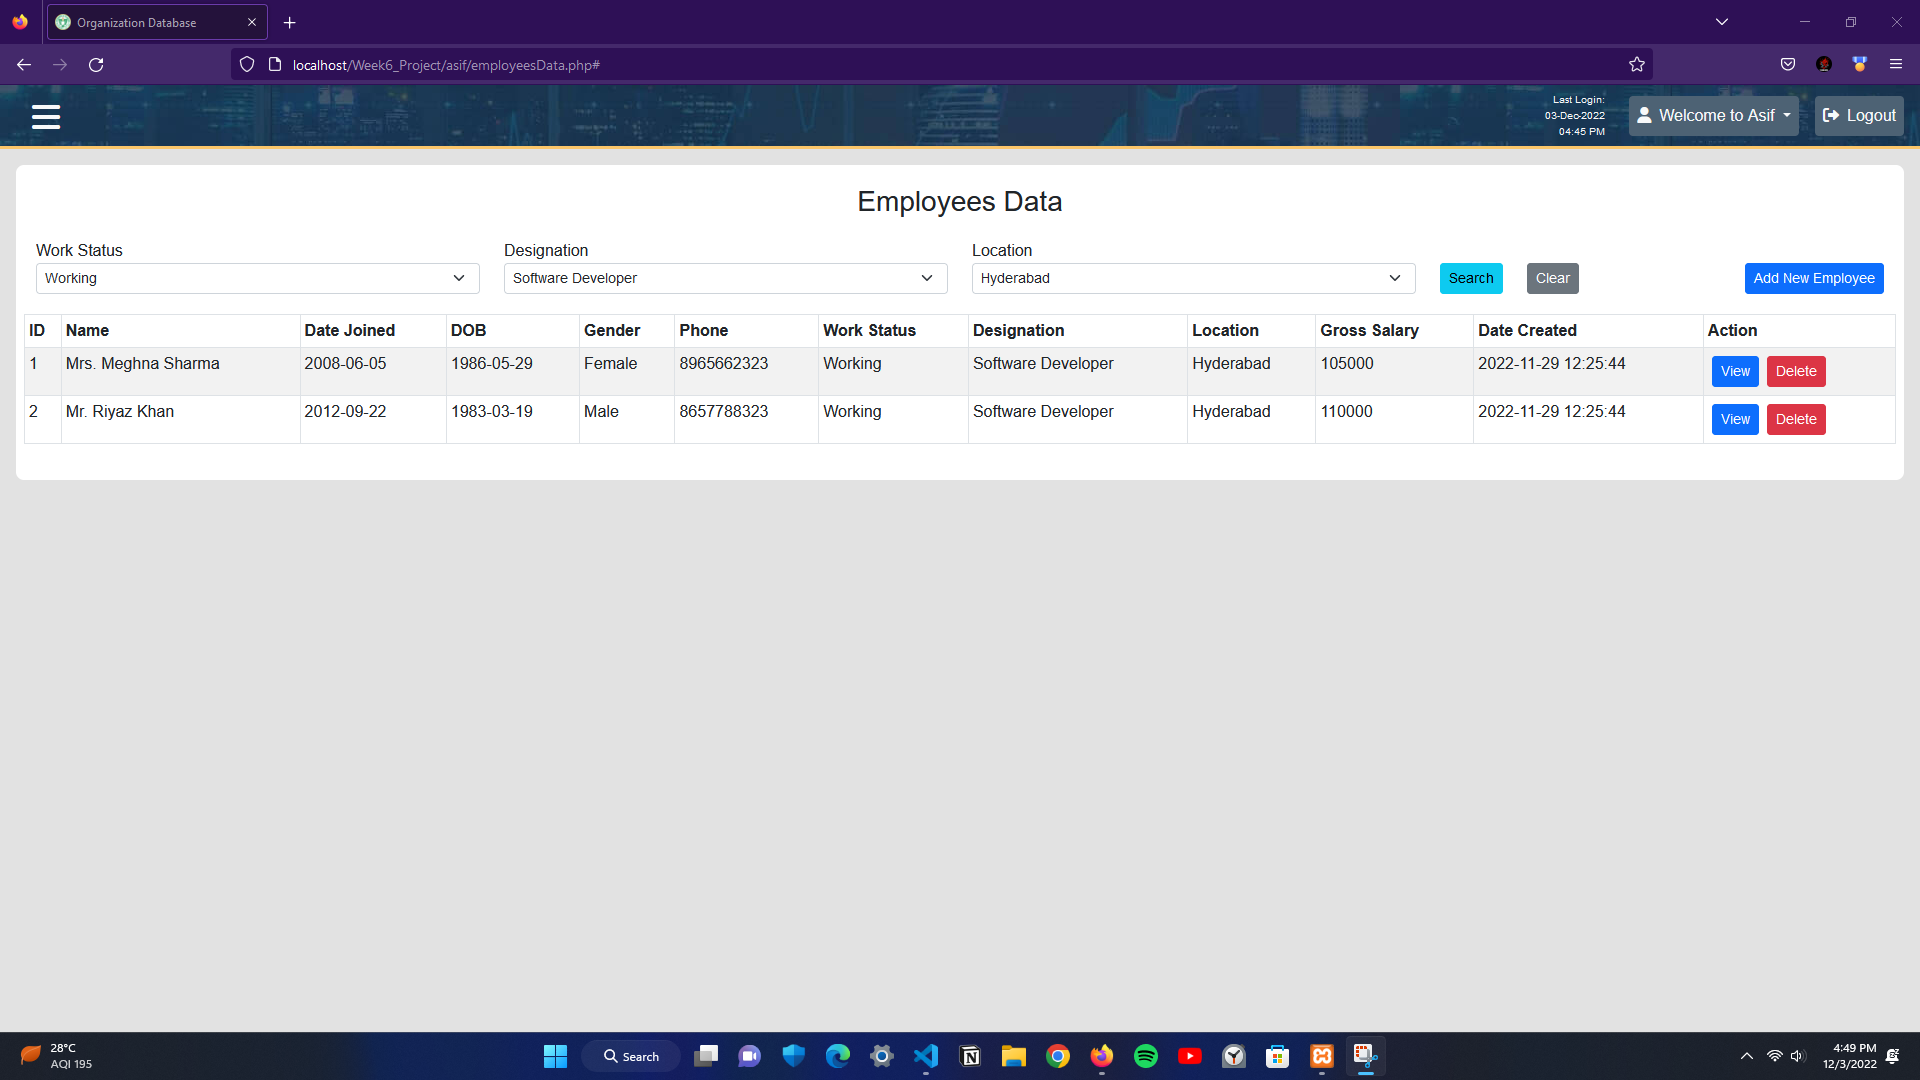 Organization Database
localhost/Week6_Project/asif/employeesData.php#
Last Login:
03-Dec-2022
04:45 PM
Welcome to Asif
Logout
Employees Data
Work Status
Designation
Location
Working
Software Developer
Hyderabad
Search
Clear
Add New Employee
ID Name Date Joined DOB Gender Phone Work Status Designation Location Gross Salary Date Created Action
1 Mrs. Meghna Sharma 2008-06-05 1986-05-29 Female 8965662323 Working Software Developer Hyderabad 105000 2022-11-29 12:25:44 View Delete
2 Mr. Riyaz Khan 2012-09-22 1983-03-19 Male 8657788323 Working Software Developer Hyderabad 110000 2022-11-29 12:25:44 View Delete
28°C
AQI 195
Search
4:49 PM
12/3/2022